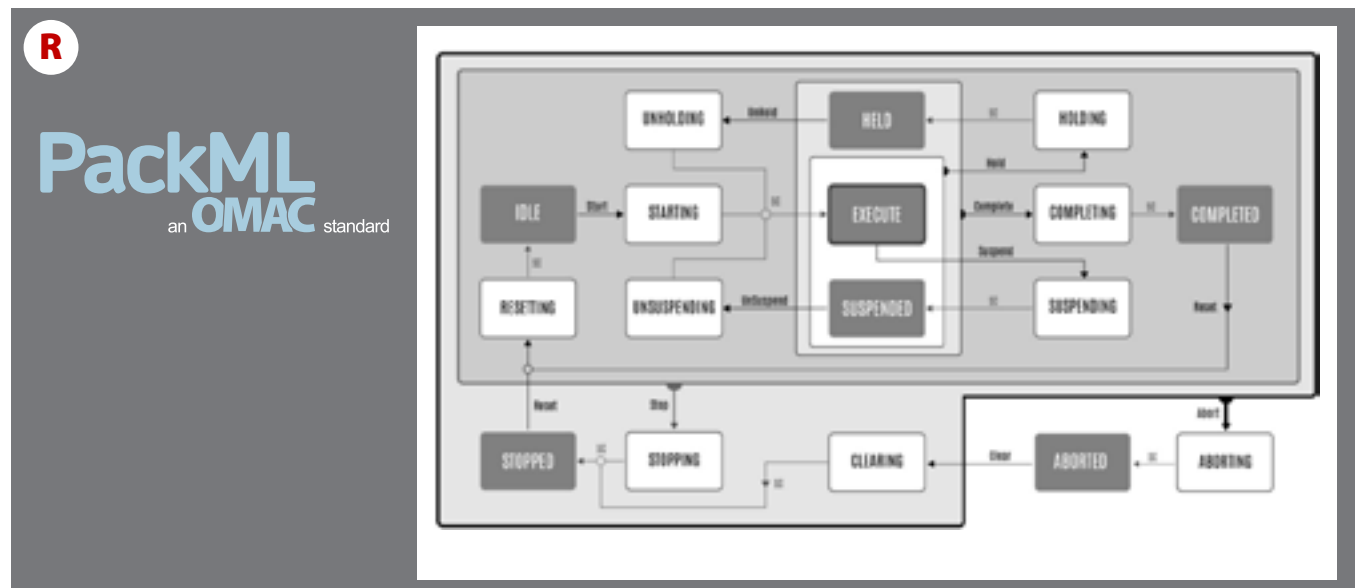 R
PackML
an OMAC standard
UNHOLDING
Unhold
HELD
SC
HOLDING
Hold
IDLE
Start
STARTING
SC
EXECUTE
Complete
COMPLETING
SC
COMPLETED
Suspend
SC
RESETTING
UNSUSPENDING
UnSuspend
SUSPENDED
SC
SUSPENDING
Reset
Reset
Stop
Abort
STOPPED
SC
STOPPING
SC
CLEARING
Clear
ABORTED
SC
ABORTING